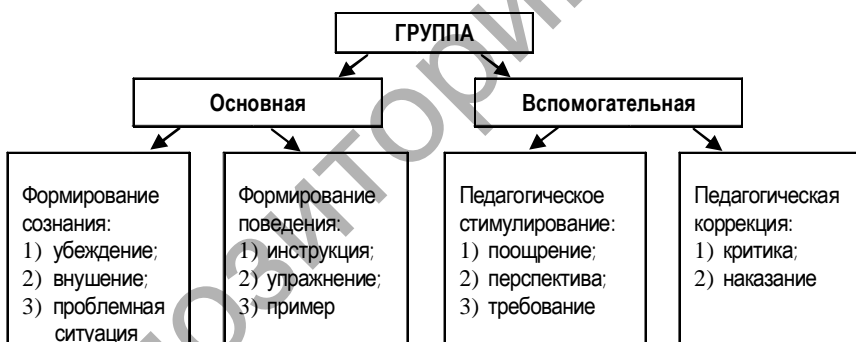 ГРУППА
Основная
Вспомогательная
Формирование
сознания:
1) убеждение;
2) внушение;
3) проблемная
ситуация
Формирование
поведения:
1) инструкция;
2) упражнение;
3) пример
Педагогическое
стимулирование:
1) поощрение;
2) перспектива;
3) требование
Педагогическая
коррекция:
1) критика;
2) наказание